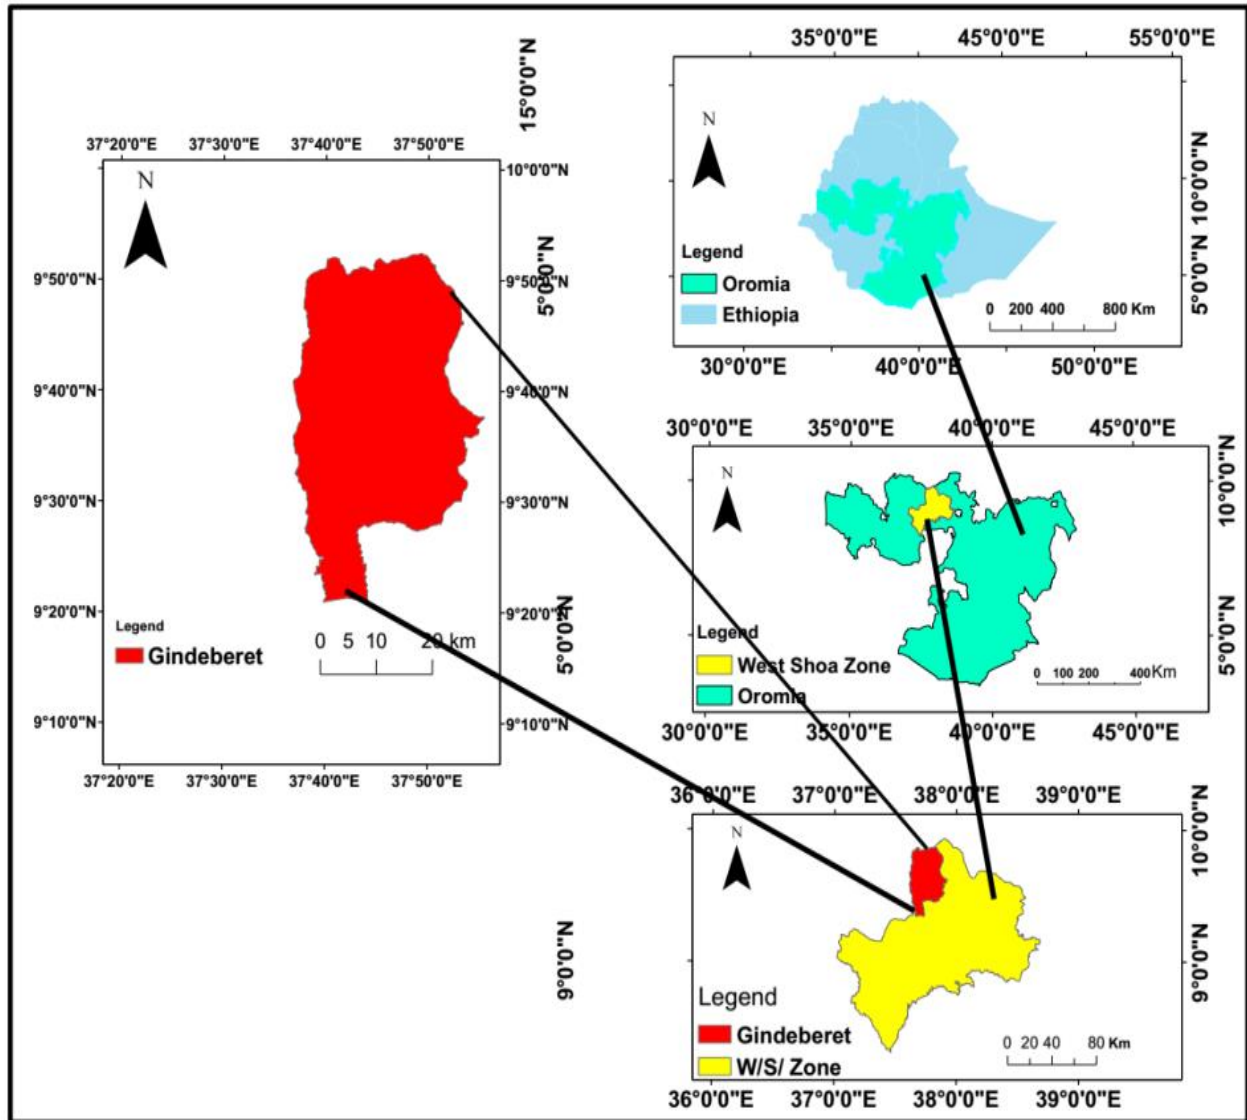 15°0'0"N
37°20'0"E 37°30'0"E 37°40'0"E 37°50'0"E
10°0'0"N
N
9°50'0"N
9°50'0"N
5°0'0"N
9°40'0"N
9°40'0"N
9°30'0"N
9°30'0"N
9°20'0"N
9°20'0"N
5°0'0"N
Legend
Gindeberet
0 5 10 20 km
9°10'0"N
9°10'0"N
37°20'0"E 37°30'0"E 37°40'0"E 37°50'0"E
9°0'0"N
35°0'0"E 45°0'0"E 55°0'0"E
N
10°0'0"N
5°0'0"N
Legend
Oromia
Ethiopia
0 200 400 800 Km
30°0'0"E 40°0'0"E 50°0'0"E
30°0'0"E 35°0'0"E 40°0'0"E 45°0'0"E
N
10°0'0"N
5°0'0"N
Legend
West Shoa Zone
Oromia
0 100 200 400 Km
30°0'0"E 35°0'0"E 40°0'0"E 45°0'0"E
36°0'0"E 37°0'0"E 38°0'0"E 39°0'0"E
N
10°0'0"N
9°0'0"N
Legend
Gindeberet
W/S/ Zone
0 20 40 80 Km
36°0'0"E 37°0'0"E 38°0'0"E 39°0'0"E